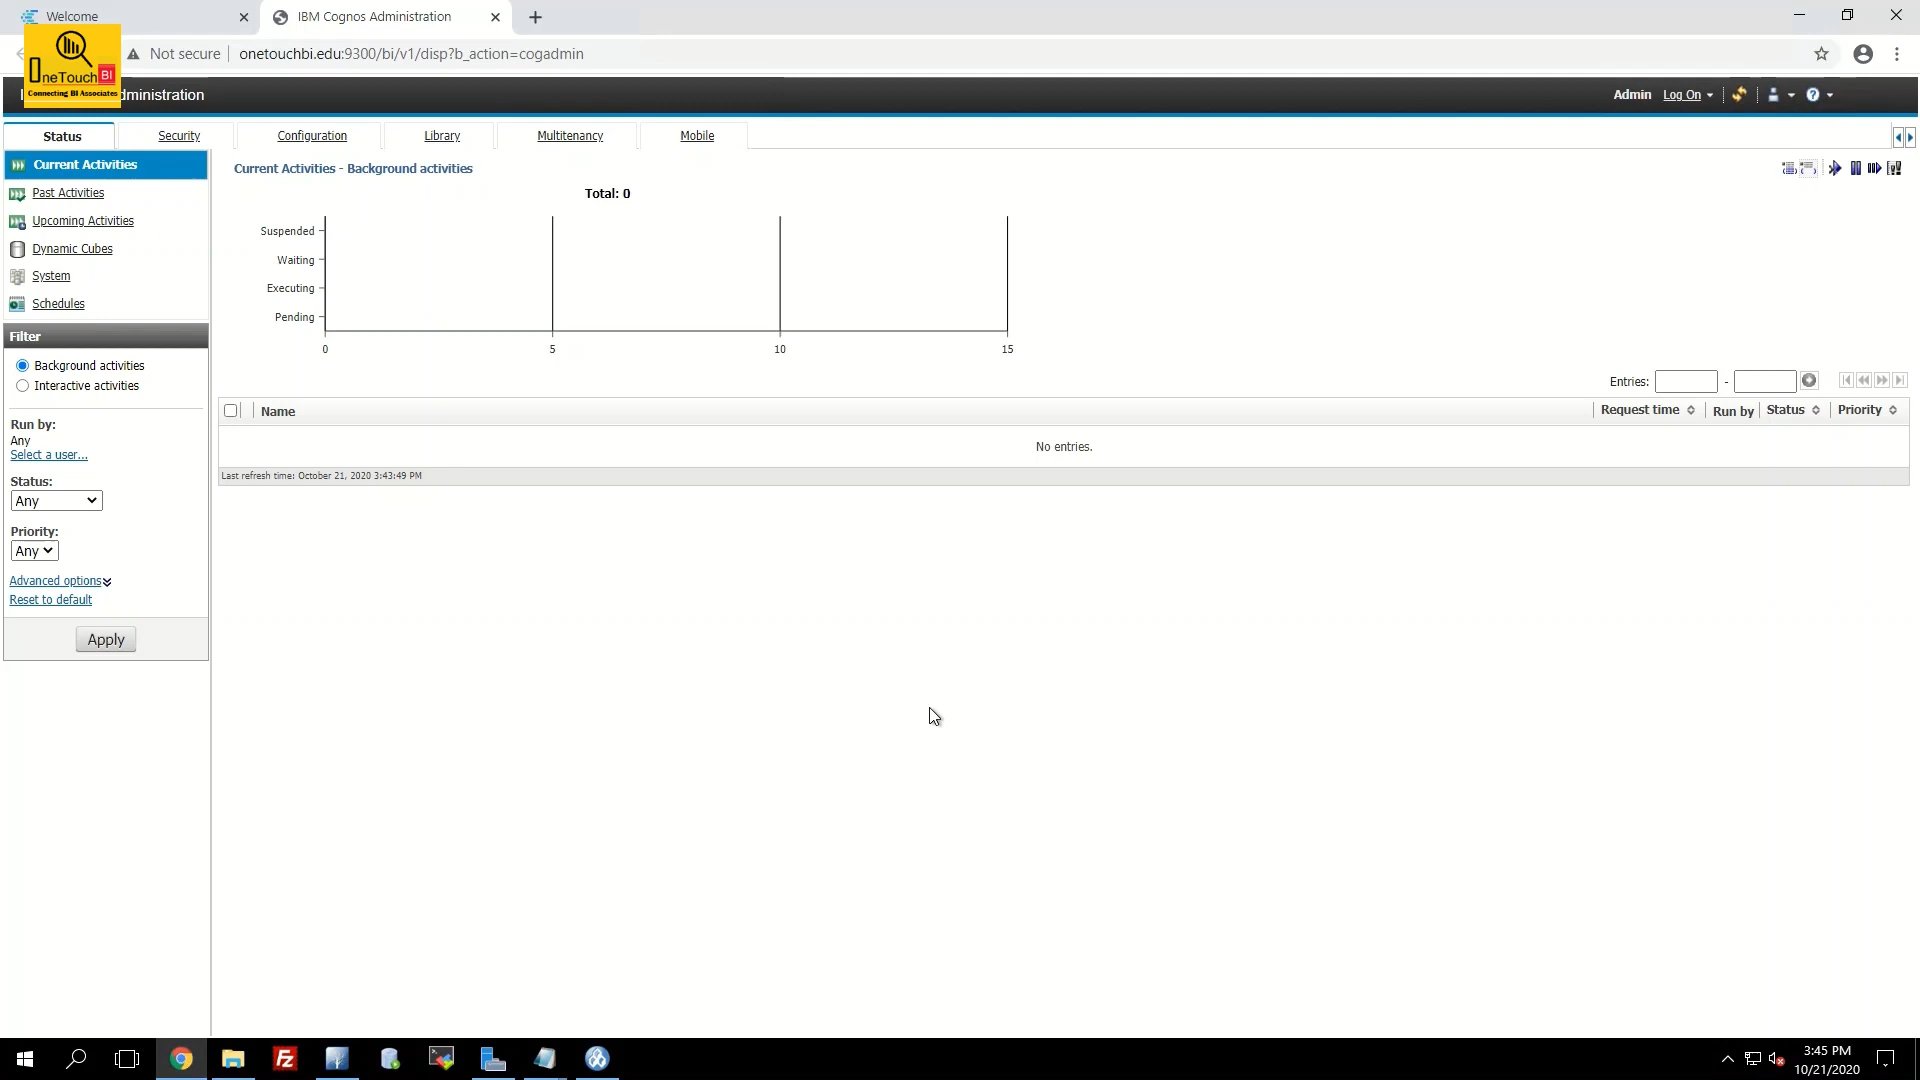 Welcome
IBM Cognos Administration
Not secure
onetouchbi.edu:9300/bi/v1/disp?b_action=cogadmin
OneTouch BI
Connecting BI Associates
dministration
Admin Log On
Status Security Configuration Library Multitenancy Mobile
Current Activities
Past Activities
Upcoming Activities
Dynamic Cubes
System
Schedules
Filter
Background activities
Interactive activities
Run by:
Any
Select a user...
Status:
Any
Priority:
Any
Advanced options
Reset to default
Apply
Current Activities - Background activities
Total: 0
Suspended
Waiting
Executing
Pending
0 5 10 15
Entries: -
Name Request time Run by Status Priority
No entries.
Last refresh time: October 21, 2020 3:43:49 PM
Fz
3:45 PM
10/21/2020